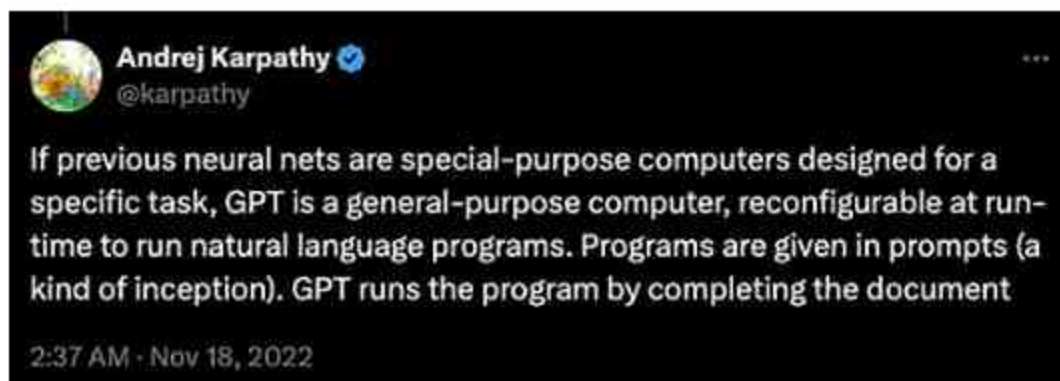 Andrej Karpathy
@karpathy
If previous neural nets are special-purpose computers designed for a
specific task, GPT is a general-purpose computer, reconfigurable at run-
time to run natural language programs. Programs are given in prompts (a
kind of inception). GPT runs the program by completing the document
2:37 AM · Nov 18, 2022